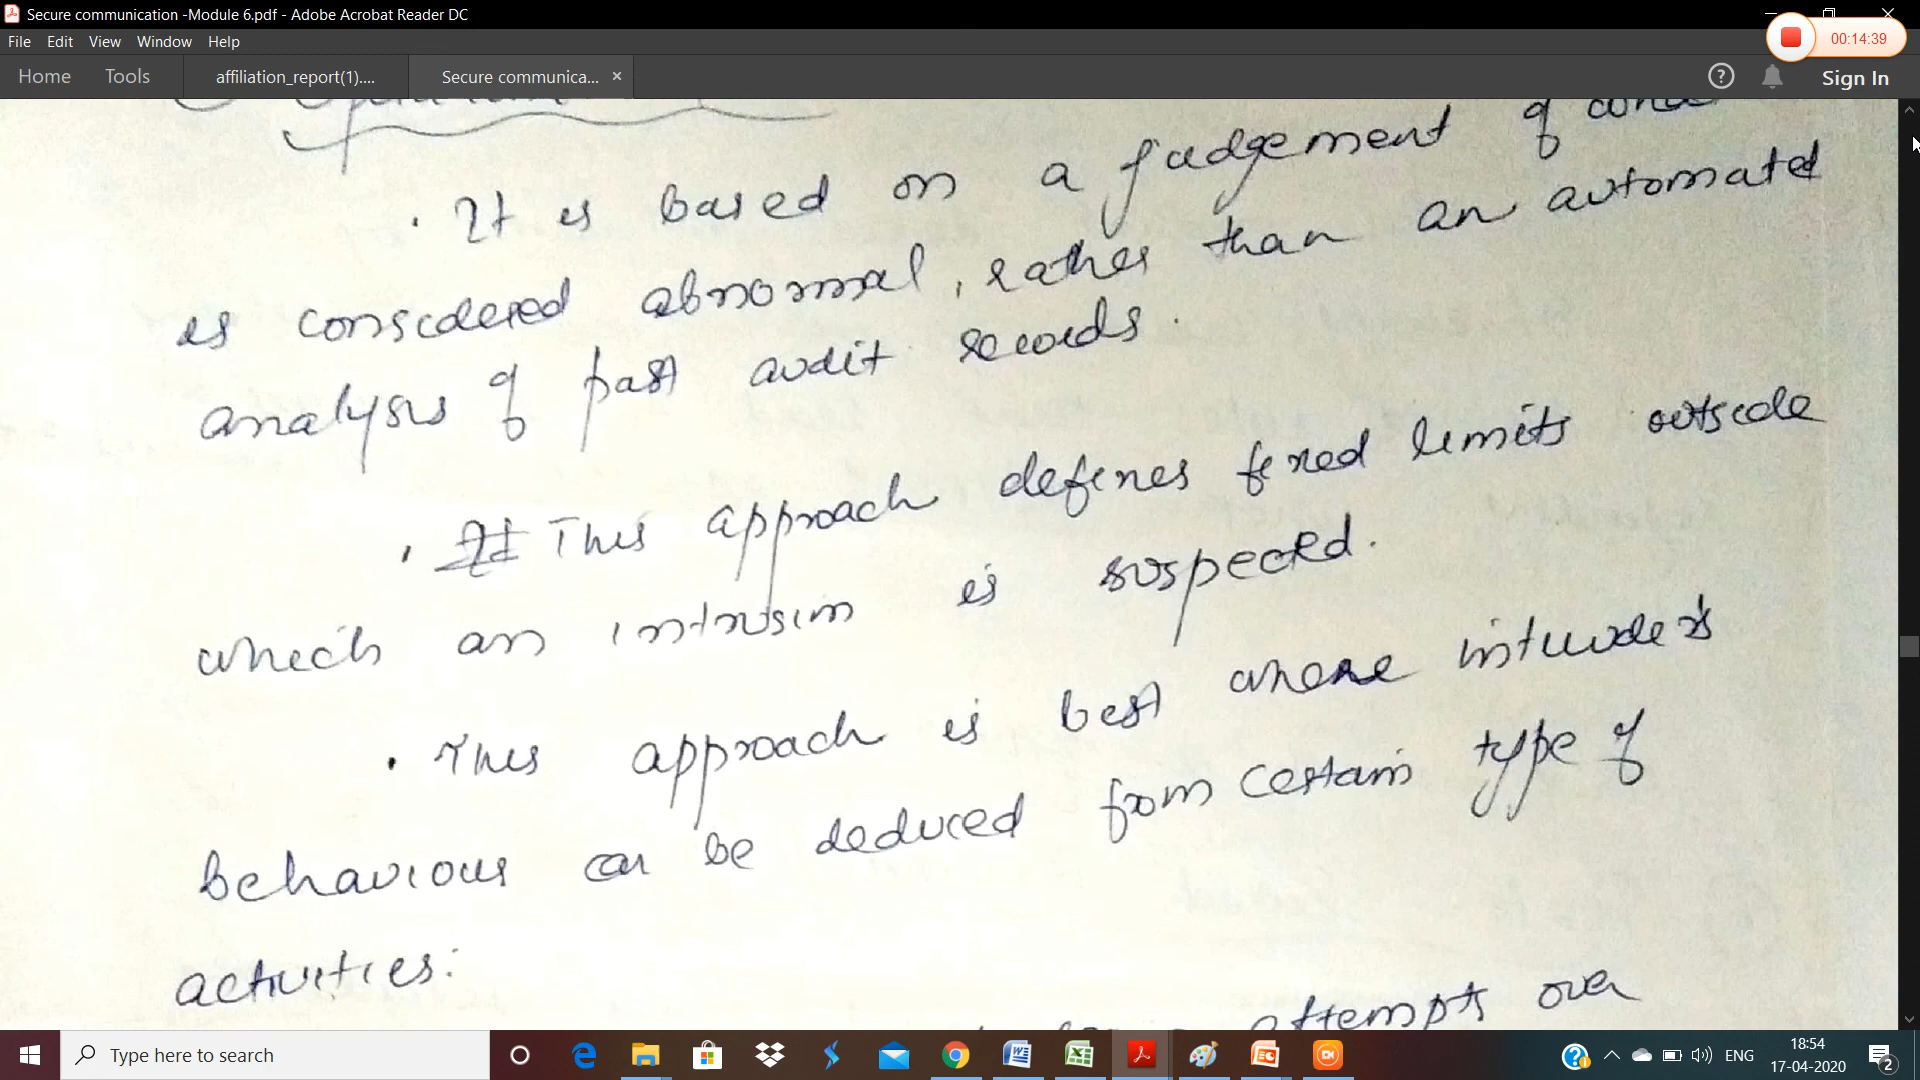 Secure communication -Module 6.pdf - Adobe Acrobat Reader DC
00:14:39
File Edit View Window Help
Home Tools affiliation_report(1).... Secure communica... × ? Sign In
· It is based on a judgement of
is considered abnormal, rather than an automated
analysis of past audit records.
· This approach defines fixed limits outside
which an intrusion is suspected.
· This approach is best where intruder's
behaviour can be deduced from certain type of
activities:
attempts over
Type here to search
ENG
18:54
17-04-2020
2